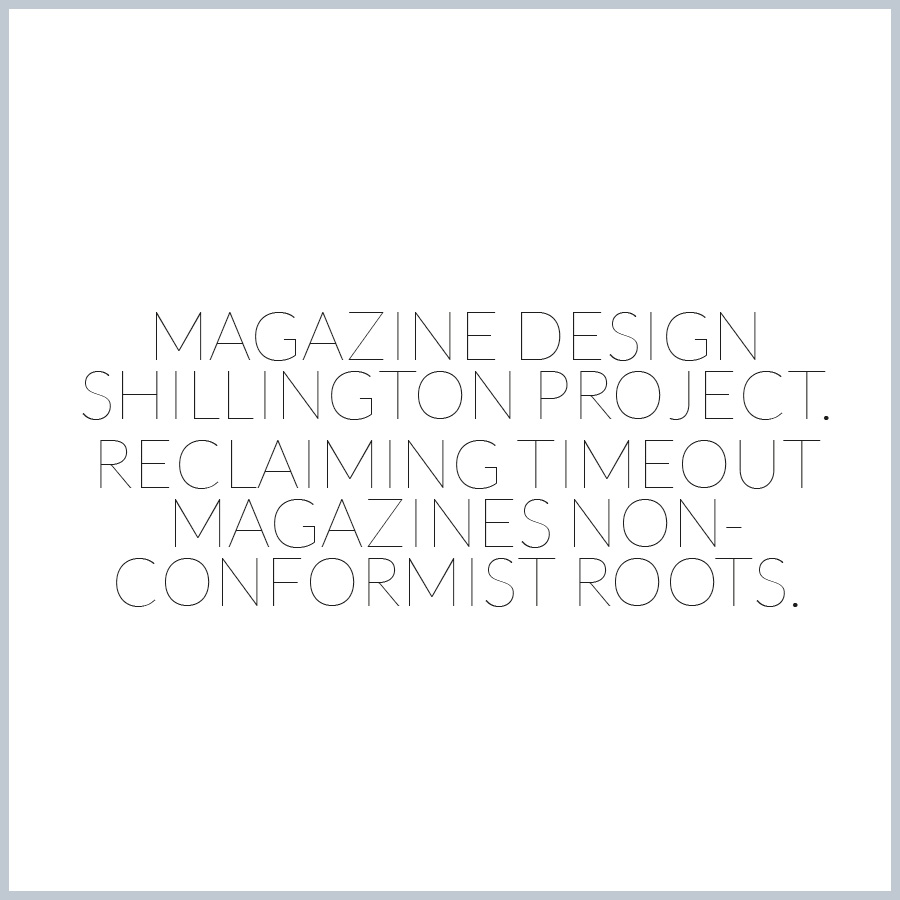 MAGAZINE DESIGN
SHILLINGTON PROJECT.
RECLAIMING TIMEOUT
MAGAZINES NON-
CONFORMIST ROOTS.